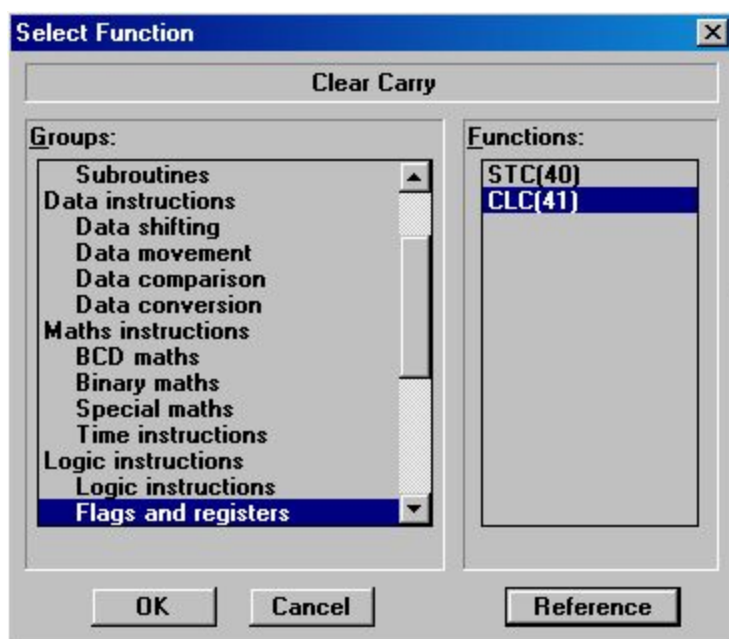 Select Function
Clear Carry
Groups:
Subroutines
Data instructions
Data shifting
Data movement
Data comparison
Data conversion
Maths instructions
BCD maths
Binary maths
Special maths
Time instructions
Logic instructions
Logic instructions
Flags and registers
Functions:
STC(40)
CLC(41)
OK
Cancel
Reference